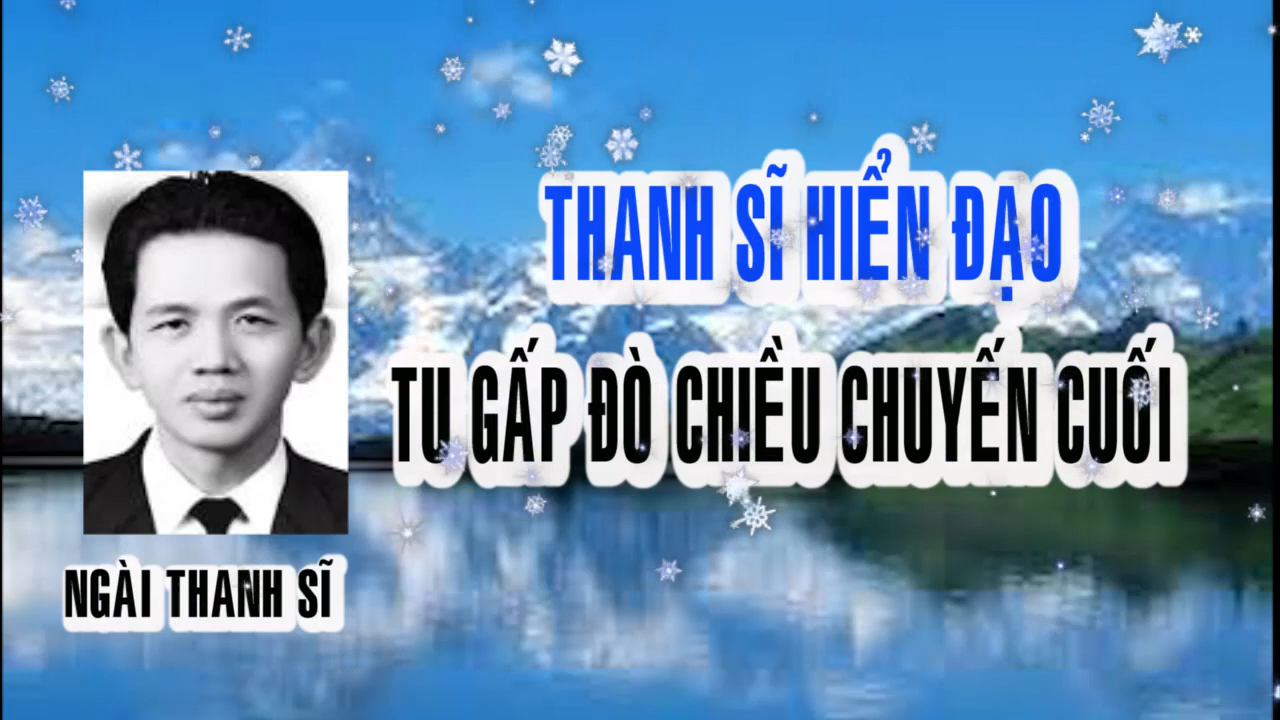 THANH SĨ HIỂN ĐẠO
TU GẤP ĐÒ CHIỀU CHUYẾN CUỐI
NGÀI THANH SĨ